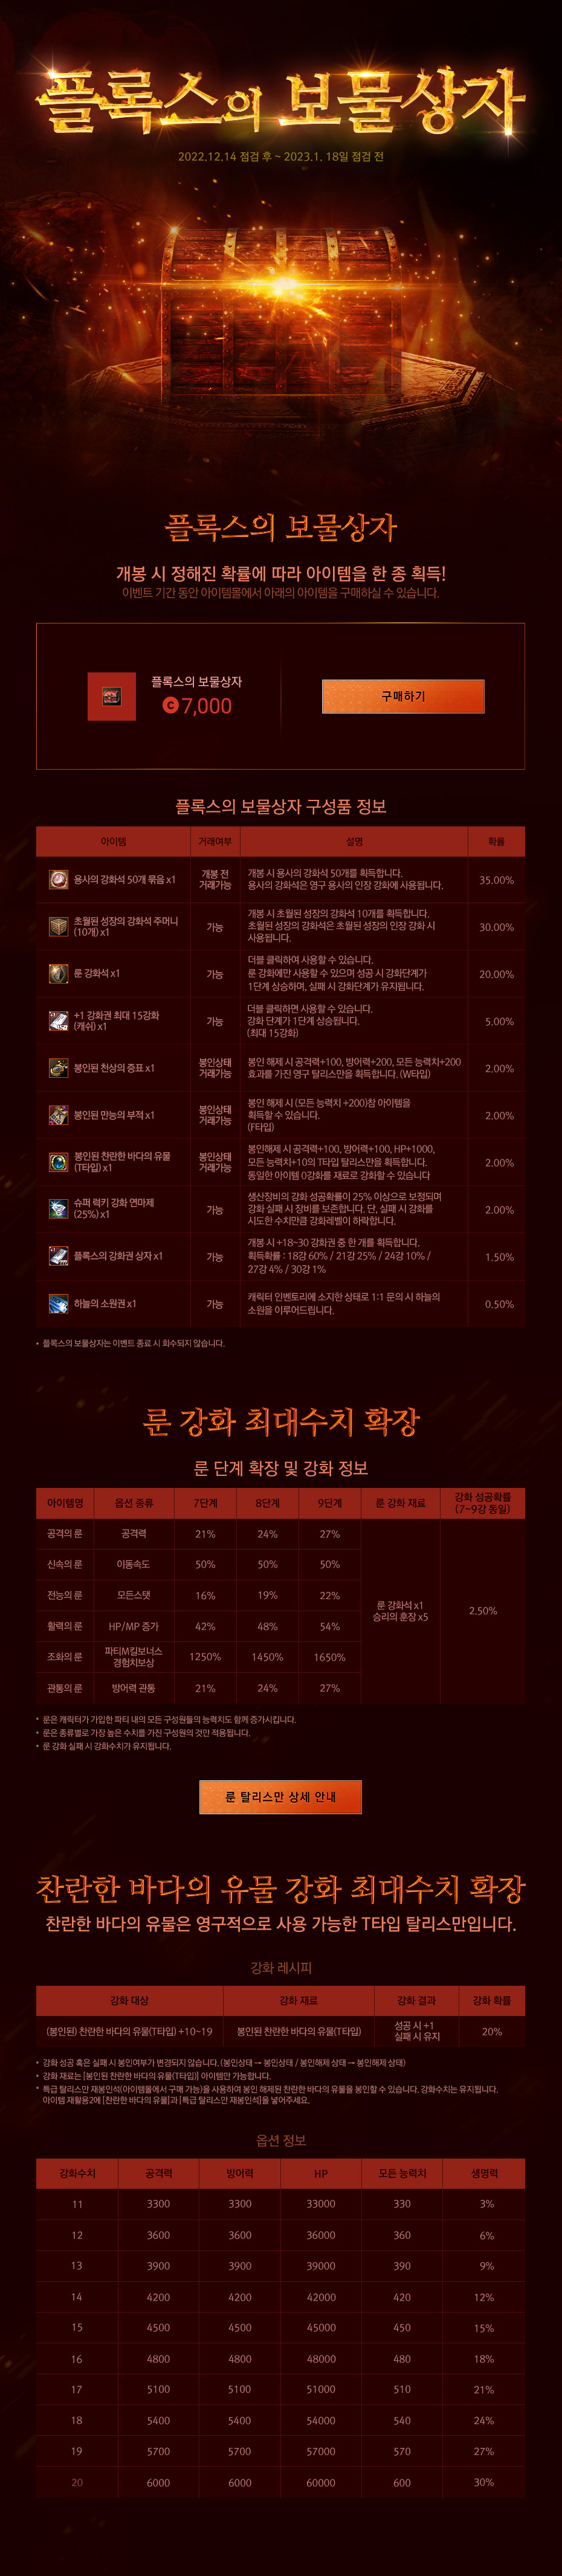 플록스의 보물상자
2022.12.14 점검 후 ~ 2023.1. 18일 점검 전
플록스의 보물상자
개봉 시 정해진 확률에 따라 아이템을 한 종 획득!
이벤트 기간 동안 아이템몰에서 아래의 아이템을 구매하실 수 있습니다.
플록스의 보물상자
C 7,000
구매하기
플록스의 보물상자 구성품 정보
아이템 거래여부 설명 확률
용사의 강화석 50개 묶음 x1
개봉 전
거래가능
개봉 시 용사의 강화석 50개를 획득합니다.
용사의 강화석은 영구 용사의 인장 강화에 사용됩니다.
35.00%
초월된 성장의 강화석 주머니
(10개) x1
가능
개봉 시 초월된 성장의 강화석 10개를 획득합니다.
초월된 성장의 강화석은 초월된 성장의 인장 강화 시
사용됩니다.
30.00%
룬 강화석 x1
가능
더블 클릭하여 사용할 수 있습니다.
룬 강화에만 사용할 수 있으며 성공 시 강화단계가
1단계 상승하며, 실패 시 강화단계가 유지됩니다.
20.00%
+1 강화권 최대 15강화
(캐쉬) x1
가능
더블 클릭하면 사용할 수 있습니다.
강화 단계가 1단계 상승됩니다.
(최대 15강화)
5.00%
봉인된 천상의 증표 x1
봉인상태
거래가능
봉인 해제 시 공격력+100, 방어력+200, 모든 능력치+200
효과를 가진 영구 탈리스만을 획득합니다. (W타입)
2.00%
봉인된 만능의 부적 x1
봉인상태
거래가능
봉인 해제 시 (모든 능력치 +200)참 아이템을
획득할 수 있습니다.
(F타입)
2.00%
봉인된 찬란한 바다의 유물
(T타입) x1
봉인상태
거래가능
봉인해제 시 공격력+100, 방어력+100, HP+1000,
모든 능력치+10의 T타입 탈리스만을 획득합니다.
동일한 아이템 0강화를 재료로 강화할 수 있습니다
2.00%
슈퍼 럭키 강화 연마제
(25%) x1
가능
생산장비의 강화 성공확률이 25% 이상으로 보정되며
강화 실패 시 장비를 보존합니다. 단, 실패 시 강화를
시도한 수치만큼 강화레벨이 하락합니다.
2.00%
플록스의 강화권 상자 x1
가능
개봉 시 +18~30 강화권 중 한 개를 획득합니다.
획득확률 : 18강 60% / 21강 25% / 24강 10% /
27강 4% / 30강 1%
1.50%
하늘의 소원권 x1
가능
캐릭터 인벤토리에 소지한 상태로 1:1 문의 시 하늘의
소원을 이루어드립니다.
0.50%
• 플록스의 보물상자는 이벤트 종료 시 회수되지 않습니다.
룬 강화 최대수치 확장
룬 단계 확장 및 강화 정보
아이템명 옵션 종류 7단계 8단계 9단계 룬 강화 재료 강화 성공확률
(7~9강 동일)
공격의 룬 공격력 21% 24% 27%
신속의 룬 이동속도 50% 50% 50%
전능의 룬 모든스탯 16% 19% 22%
룬 강화석 x1
승리의 훈장 x5
2.50%
활력의 룬 HP/MP 증가 42% 48% 54%
조화의 룬 파티M킬보너스
경험치보상 1250% 1450% 1650%
관통의 룬 방어력 관통 21% 24% 27%
• 룬은 캐릭터가 가입한 파티 내의 모든 구성원들의 능력치도 함께 증가시킵니다.
• 룬은 종류별로 가장 높은 수치를 가진 구성원의 것만 적용됩니다.
• 룬 강화 실패 시 강화수치가 유지됩니다.
룬 탈리스만 상세 안내
찬란한 바다의 유물 강화 최대수치 확장
찬란한 바다의 유물은 영구적으로 사용 가능한 T타입 탈리스만입니다.
강화 레시피
강화 대상 강화 재료 강화 결과 강화 확률
(봉인된) 찬란한 바다의 유물(T타입) +10~19 봉인된 찬란한 바다의 유물(T타입) 성공 시 +1
실패 시 유지 20%
• 강화 성공 혹은 실패 시 봉인여부가 변경되지 않습니다. (봉인상태 → 봉인상태 / 봉인해제 상태 → 봉인해제 상태)
• 강화 재료는 [봉인된 찬란한 바다의 유물(T타입)] 아이템만 가능합니다.
• 특급 탈리스만 재봉인석(아이템몰에서 구매 가능)을 사용하여 봉인 해제된 찬란한 바다의 유물을 봉인할 수 있습니다. 강화수치는 유지됩니다.
아이템 재활용2에 [찬란한 바다의 유물]과 [특급 탈리스만 재봉인석]을 넣어주세요.
옵션 정보
강화수치 공격력 방어력 HP 모든 능력치 생명력
11 3300 3300 33000 330 3%
12 3600 3600 36000 360 6%
13 3900 3900 39000 390 9%
14 4200 4200 42000 420 12%
15 4500 4500 45000 450 15%
16 4800 4800 48000 480 18%
17 5100 5100 51000 510 21%
18 5400 5400 54000 540 24%
19 5700 5700 57000 570 27%
20 6000 6000 60000 600 30%